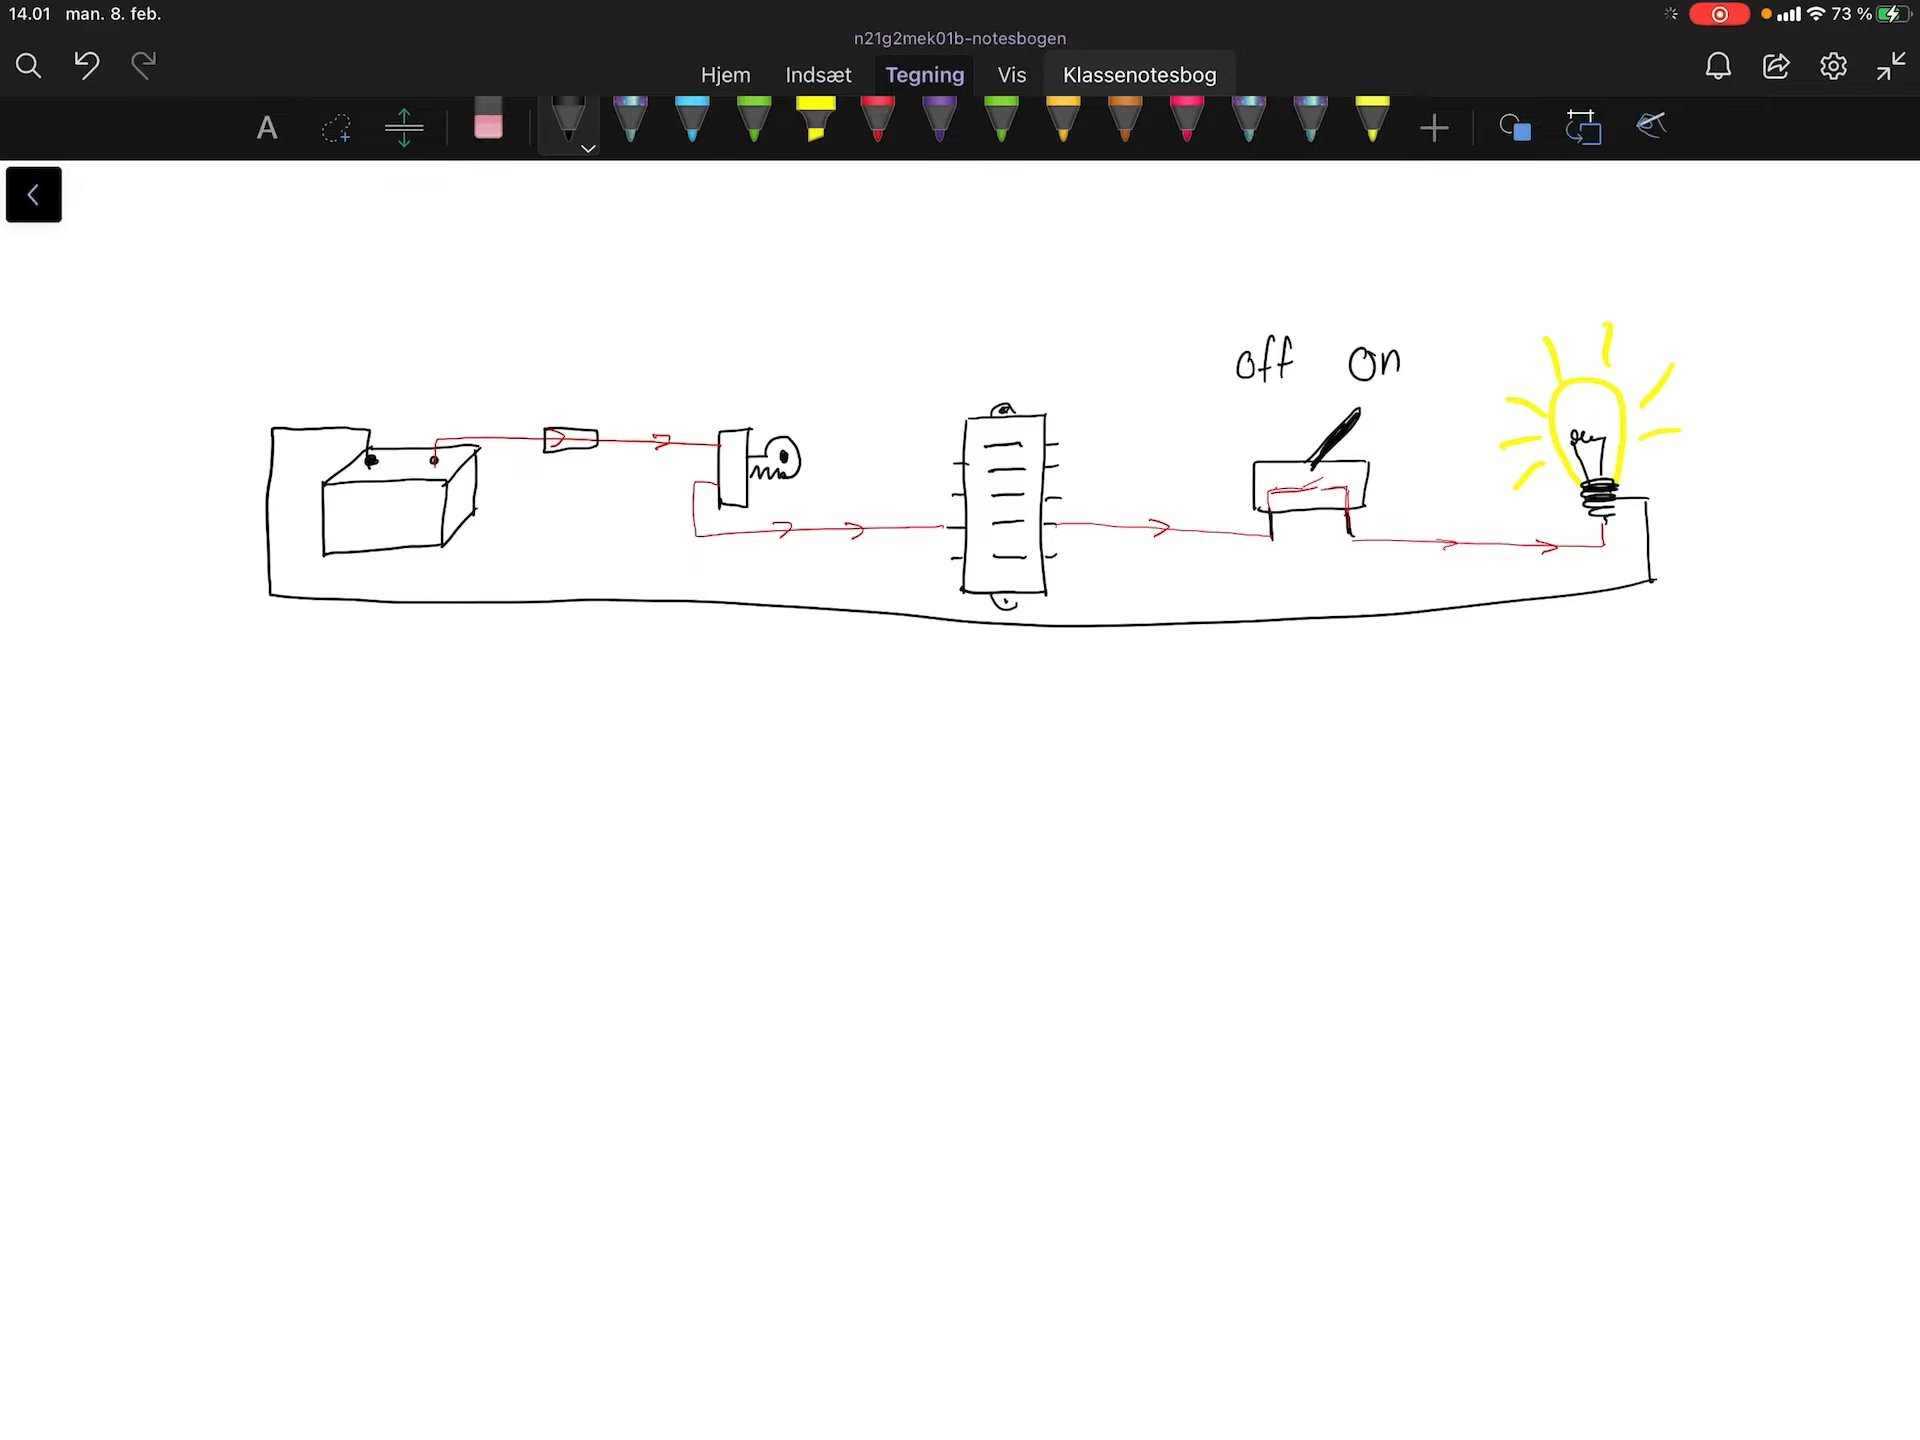 14.01 man. 8. feb.
73 %
n21g2mek01b-notesbogen
Hjem Indsæt Tegning Vis Klassenotesbog
A
off on